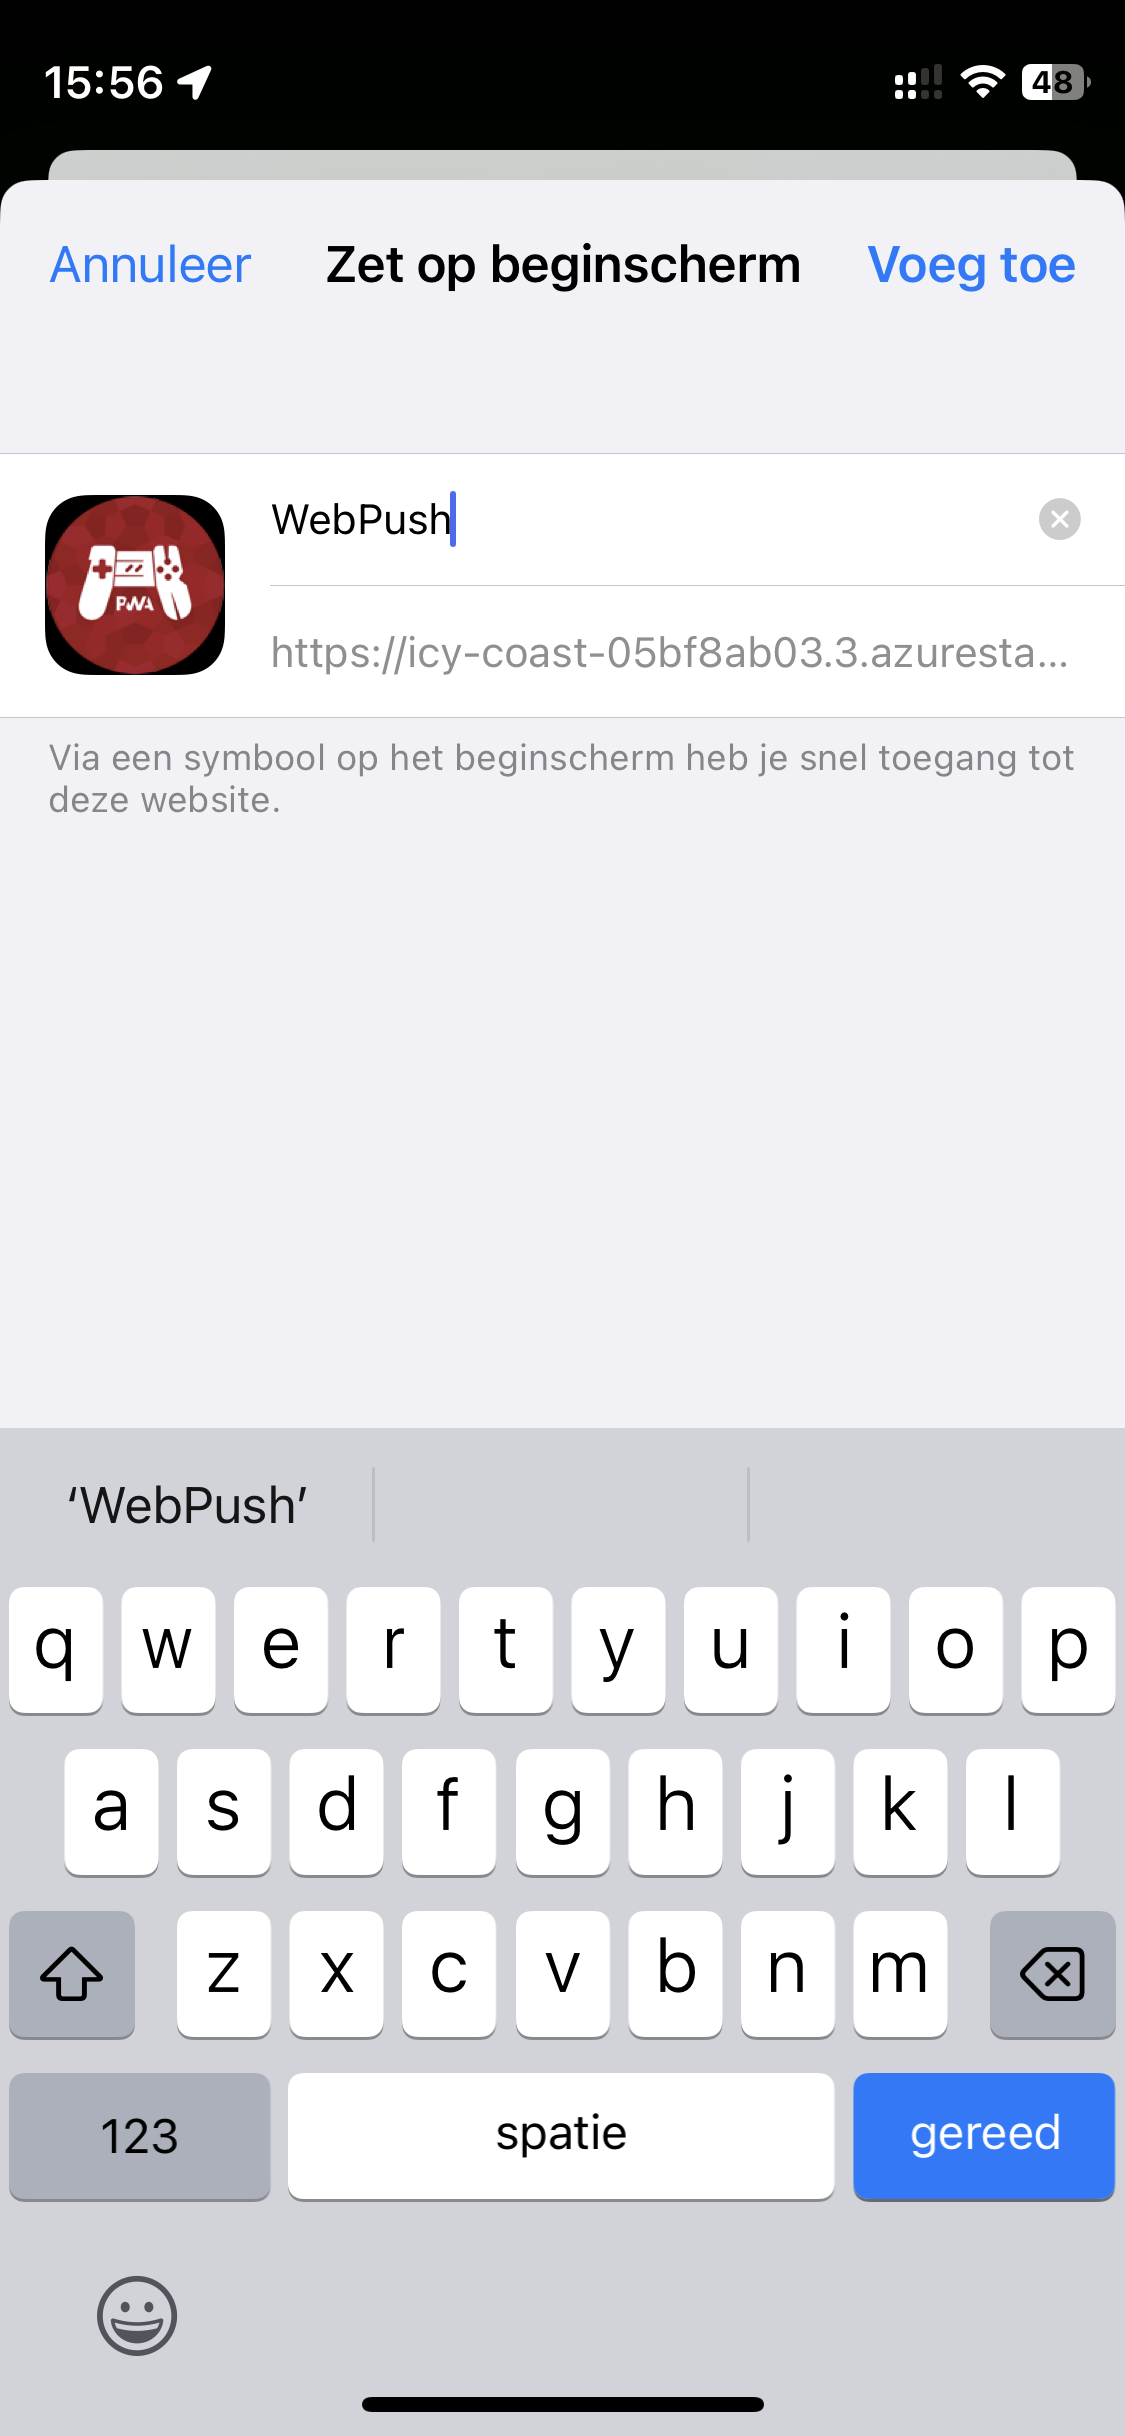 15:56
48
Annuleer
Zet op beginscherm
Voeg toe
PWA
WebPush
https://icy-coast-05bf8ab03.3.azuresta...
Via een symbool op het beginscherm heb je snel toegang tot
deze website.
‘WebPush’
q w e r t y u i o p
a s d f g h j k l
z x c v b n m
123 spatie gereed